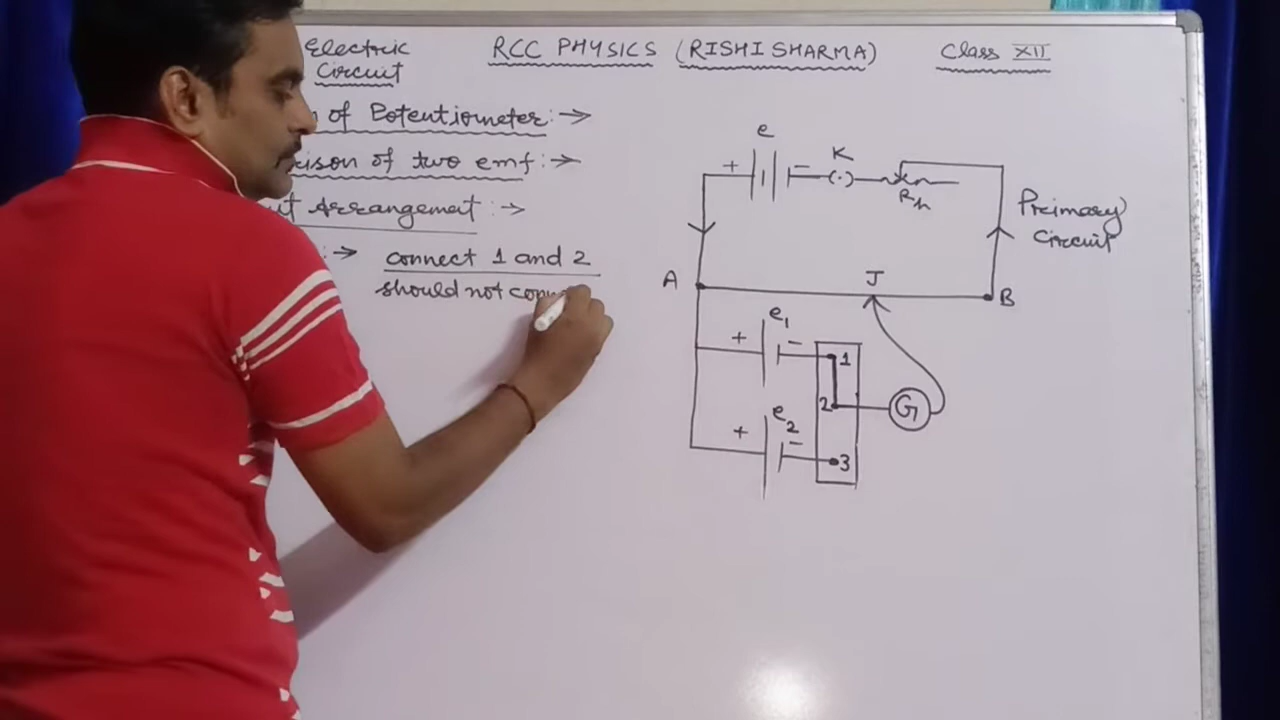 Electric
Circuit
RCC PHYSICS (RISHI SHARMA)
Class XII
of Potentiometer:→
of two emf:→
Arrangement:→
:→ connect 1 and 2
should not
e
+ − K
Rh
Primary
Circuit
A J B
e1
+ − 1
2 G
e2
+ − 3